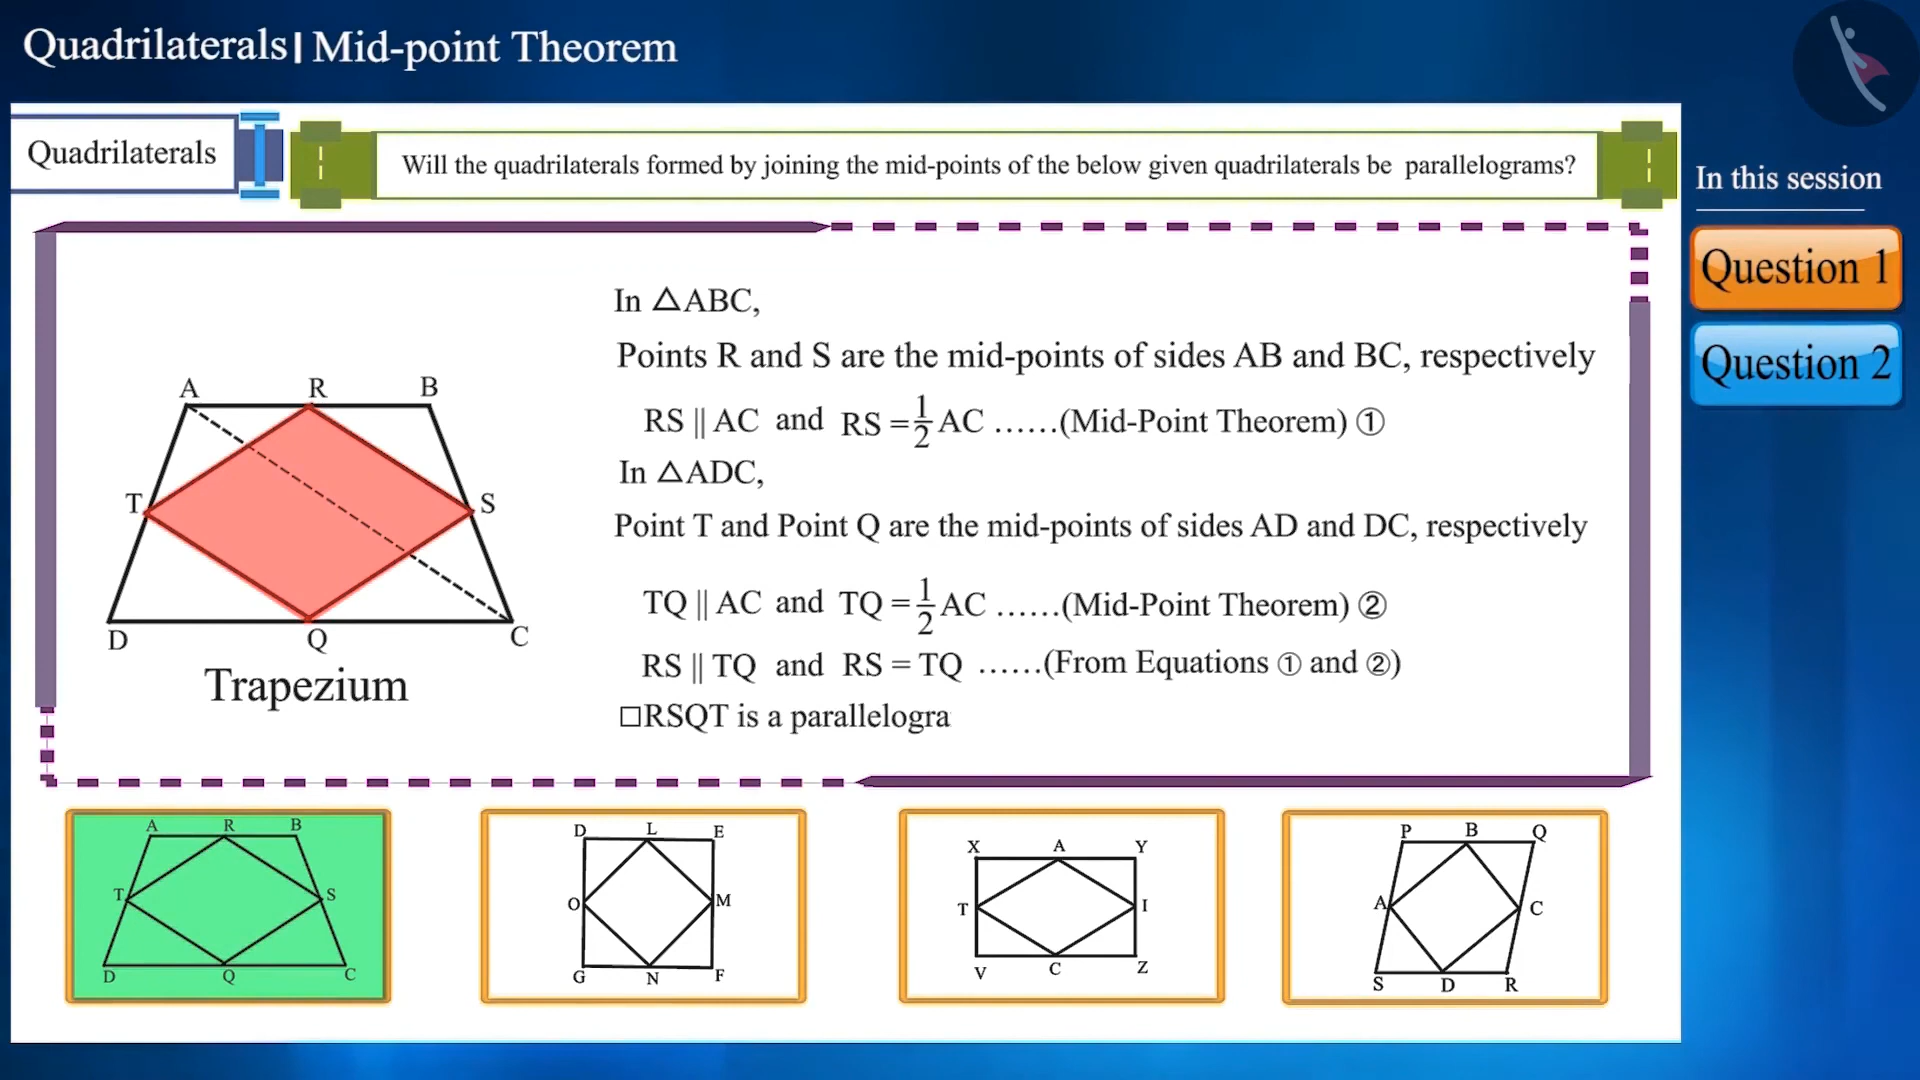 Quadrilaterals | Mid-point Theorem
Quadrilaterals
Will the quadrilaterals formed by joining the mid-points of the below given quadrilaterals be parallelograms?
In this session
Question 1
Question 2
In △ABC,
Points R and S are the mid-points of sides AB and BC, respectively
RS || AC and RS = 1/2 AC ......(Mid-Point Theorem) ①
In △ADC,
Point T and Point Q are the mid-points of sides AD and DC, respectively
TQ || AC and TQ = 1/2 AC ......(Mid-Point Theorem) ②
RS || TQ and RS = TQ ......(From Equations ① and ②)
□RSQT is a parallelogra
A R B
T S
D Q C
Trapezium
A R B
T S
D Q C
D L E
O M
G N F
X A Y
T I
V C Z
P B Q
A C
S D R